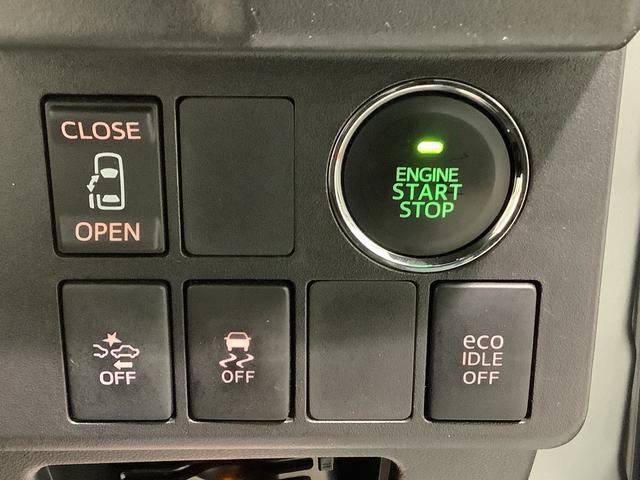 CLOSE
OPEN
ENGINE
START
STOP
OFF
OFF
eco
IDLE
OFF